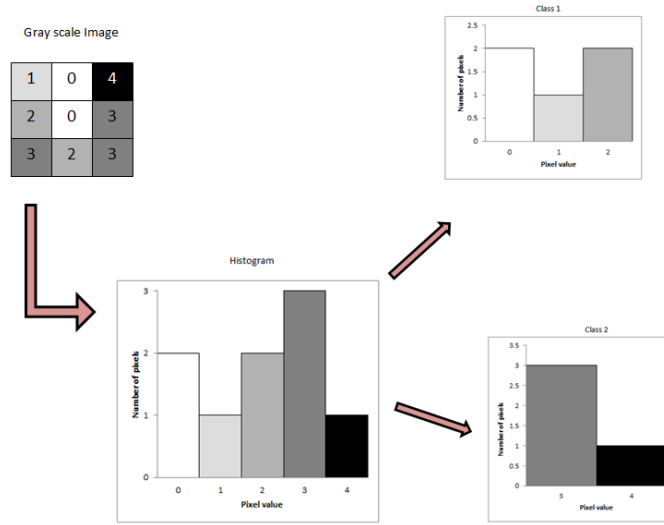 Gray scale Image
1 0 4
2 0 3
3 2 3
Class 1
Number of pixels
2.5
2
1.5
1
0.5
0
0 1 2
Pixel value
Histogram
Number of pixels
3
2
1
0
0 1 2 3 4
Pixel value
Class 2
Number of pixels
3.5
3
2.5
2
1.5
1
0.5
0
3 4
Pixel value